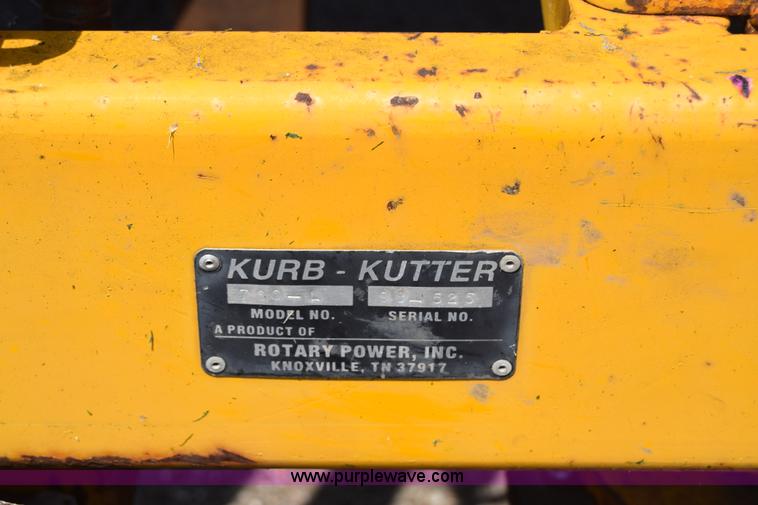 KURB - KUTTER
MODEL NO. SERIAL NO.
A PRODUCT OF
ROTARY POWER, INC.
KNOXVILLE, TN 37917
www.purplewave.com